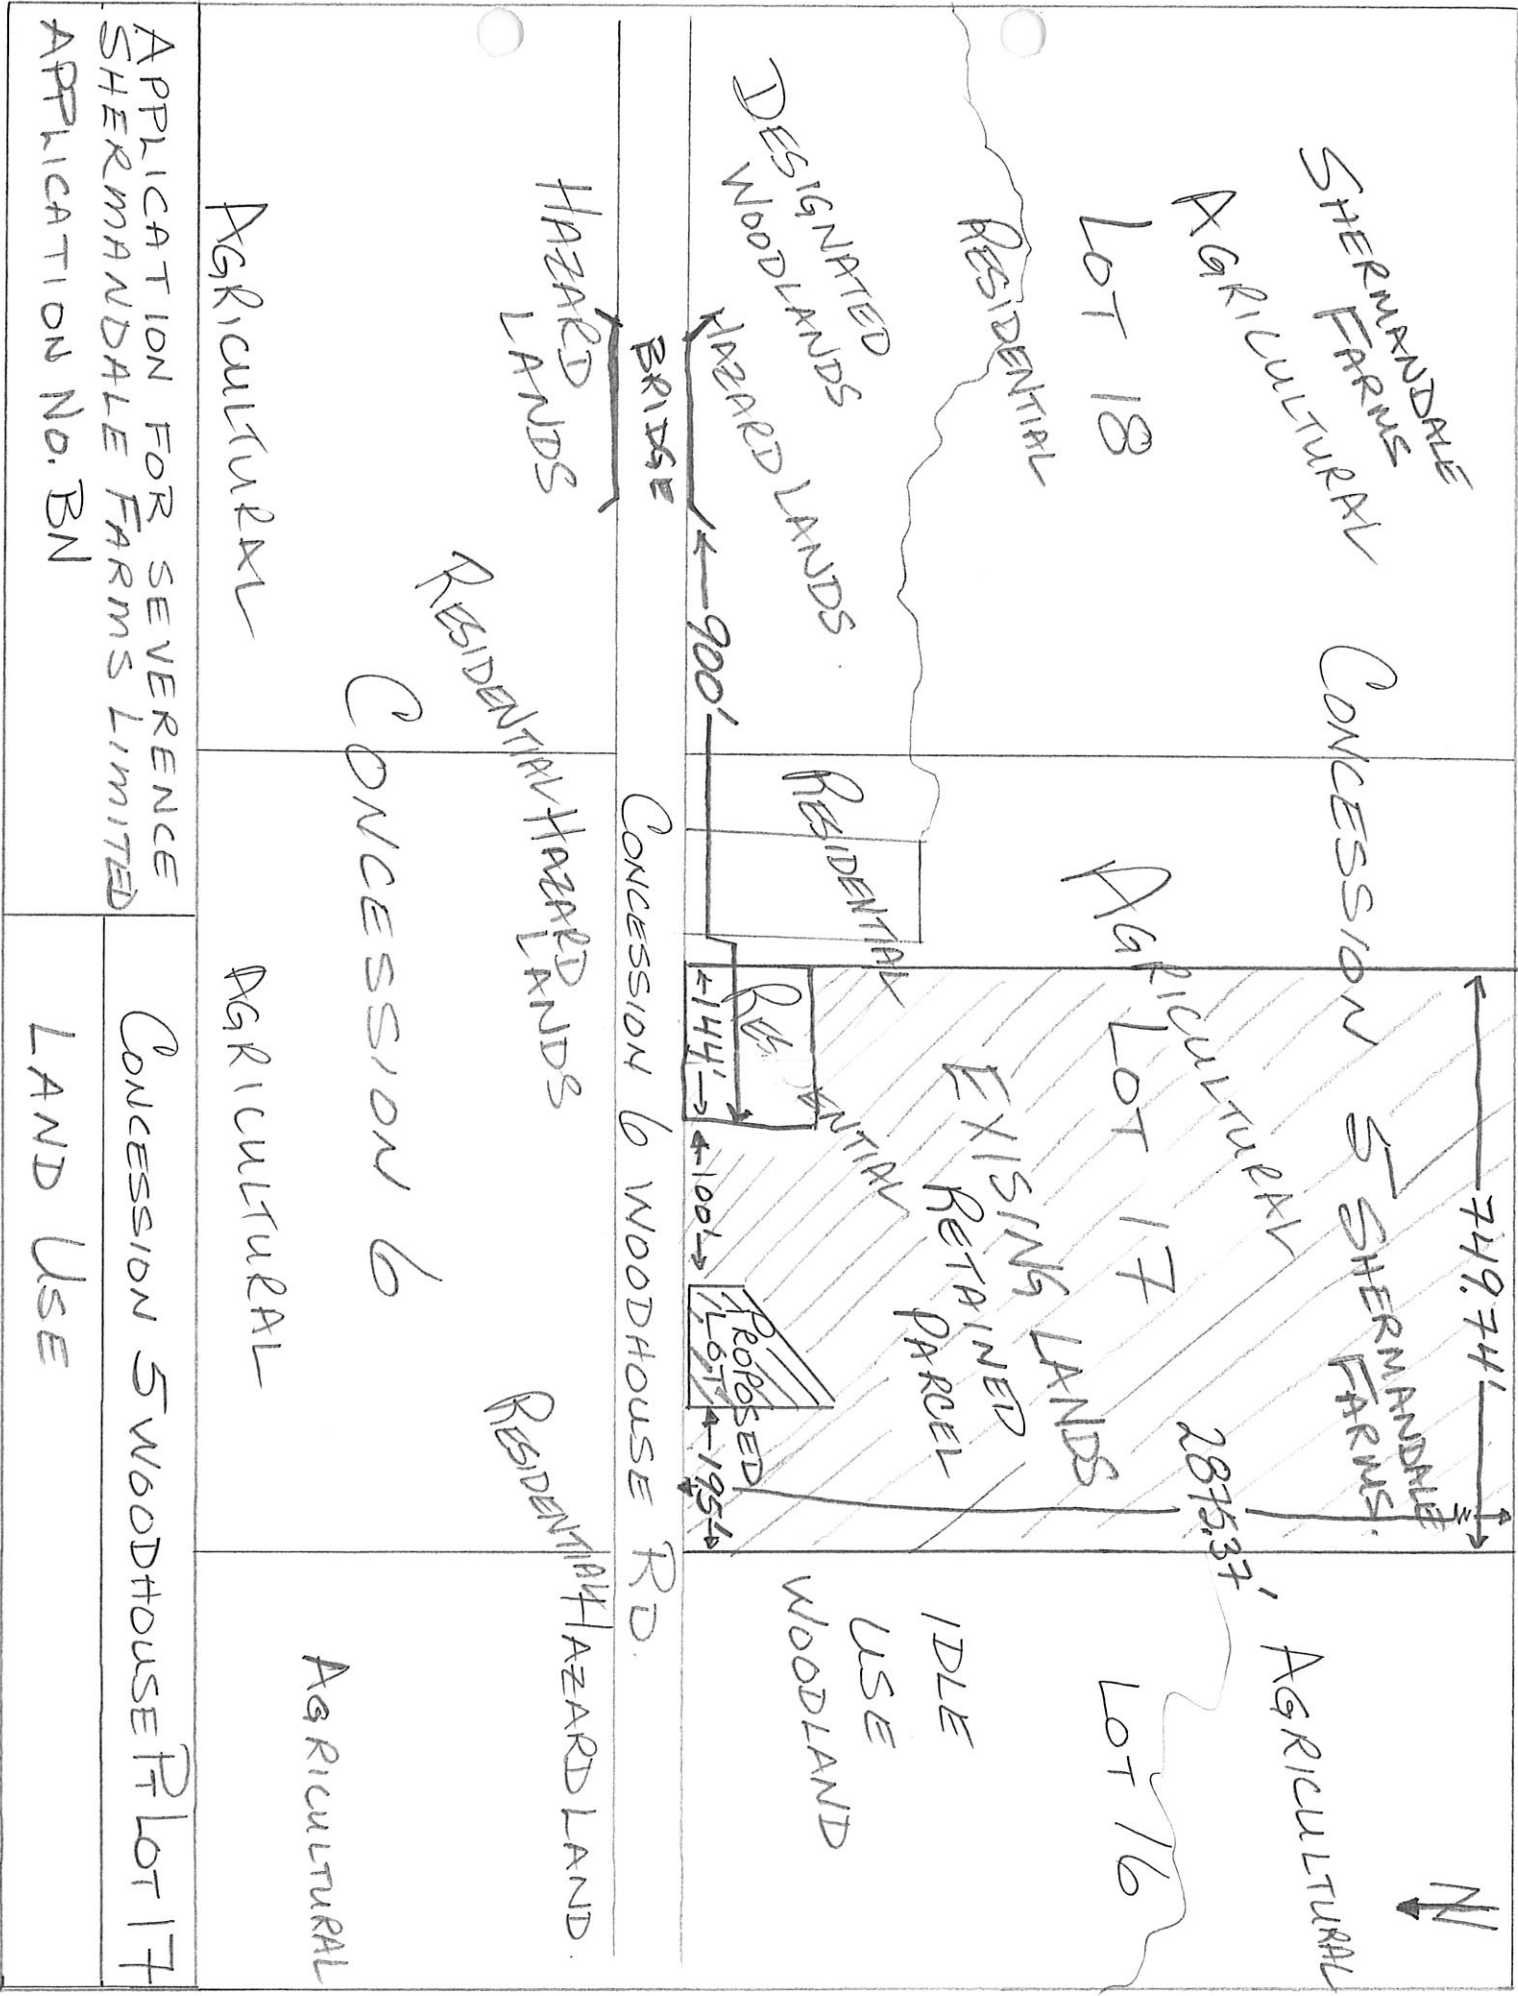 SHERMANDALE
FARMS
AGRICULTURAL
LOT 18
RESIDENTIAL
DESIGNATED
WOODLANDS
HAZARD LANDS.
BRIDGE
←900'
HAZARD
LANDS
AGRICULTURAL
CONCESSION 5
749.74'
SHERMANDALE
FARMS.
AGRICULTURAL
LOT 17
2875.37'
EXISING LANDS
RETAINED
PARCEL
RESIDENTIAL
RES.
ENTIAL
←144'→
←100'→
PROPOSED
LOT
←195'→
CONCESSION 6 WOODHOUSE RD.
RESIDENTIAL HAZARD
LANDS
CONCESSION 6
AGRICULTURAL
N
AGRICULTURAL
LOT 16
IDLE
USE
WOODLAND
RESIDENTIAL HAZARD LAND.
AGRICULTURAL
APPLICATION FOR SEVERENCE
SHERMANDALE FARMS LIMITED
APPLICATION NO. BN
CONCESSION 5 WOODHOUSE PT LOT 17
LAND USE